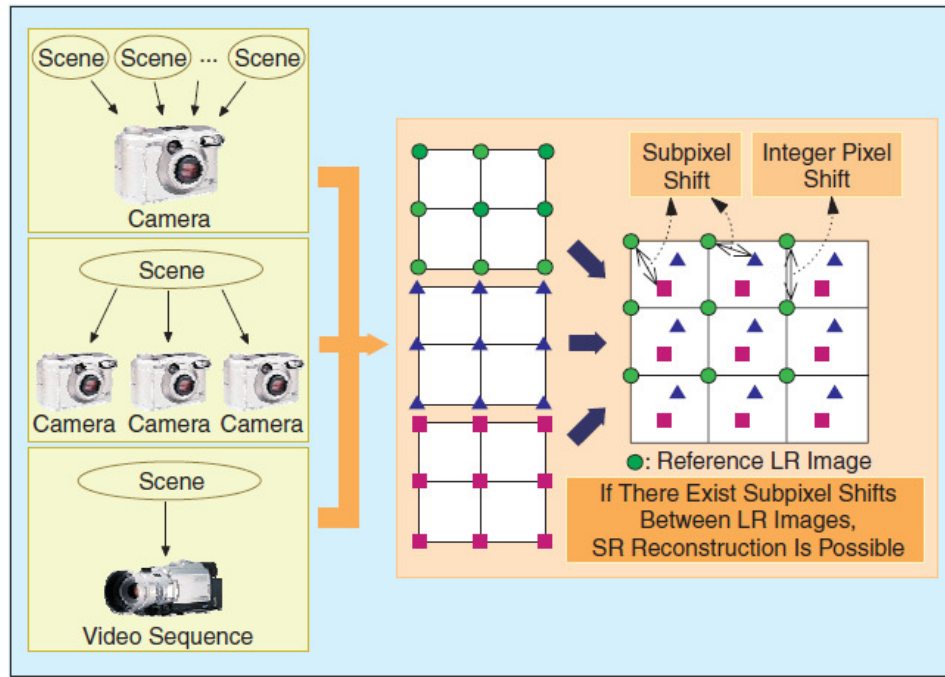 Scene Scene ... Scene
Camera
Scene
Camera Camera Camera
Scene
Video Sequence
Subpixel
Shift
Integer Pixel
Shift
: Reference LR Image
If There Exist Subpixel Shifts
Between LR Images,
SR Reconstruction Is Possible